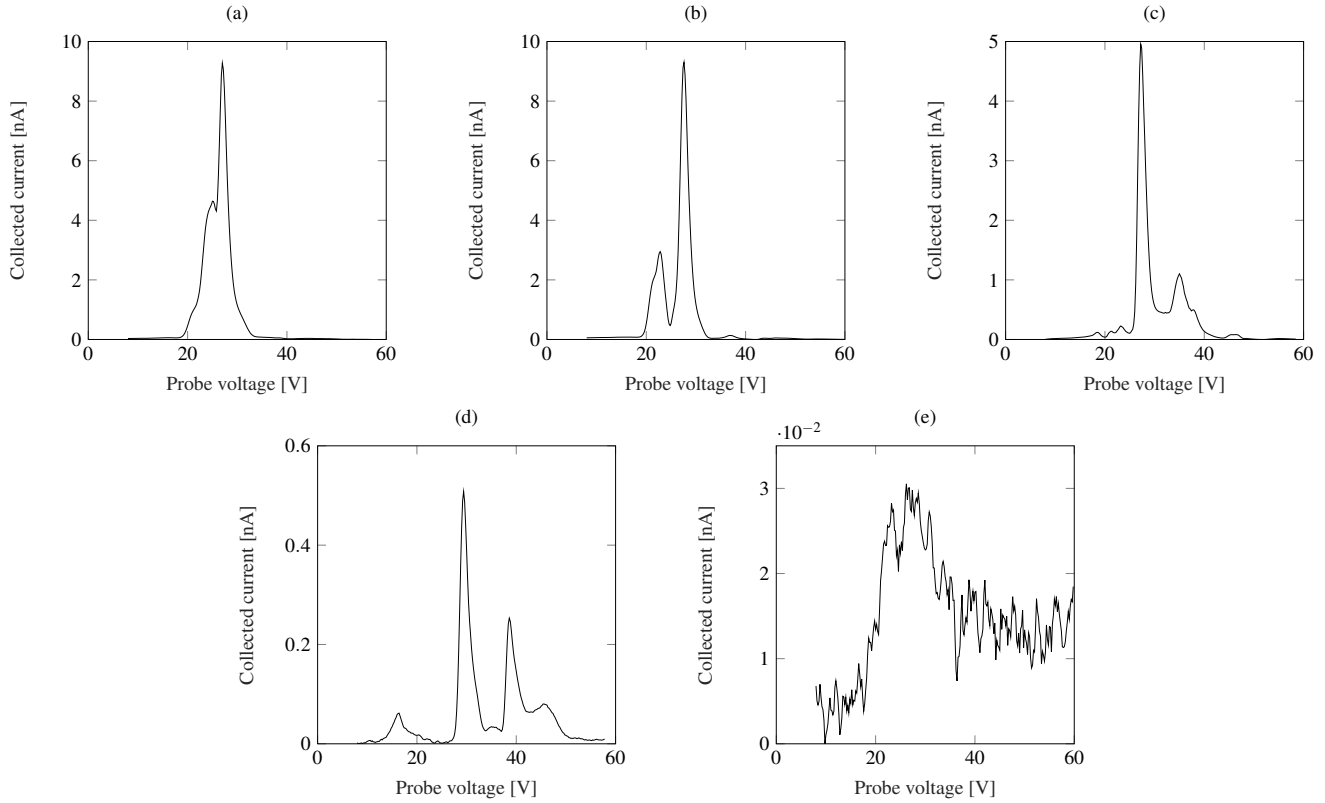 (a)
10
8
6
4
2
0
0 20 40 60
Collected current [nA]
Probe voltage [V]
(b)
10
8
6
4
2
0
0 20 40 60
Collected current [nA]
Probe voltage [V]
(c)
5
4
3
2
1
0
0 20 40 60
Collected current [nA]
Probe voltage [V]
(d)
0.6
0.4
0.2
0
0 20 40 60
Collected current [nA]
Probe voltage [V]
(e)
·10⁻²
3
2
1
0
0 20 40 60
Collected current [nA]
Probe voltage [V]